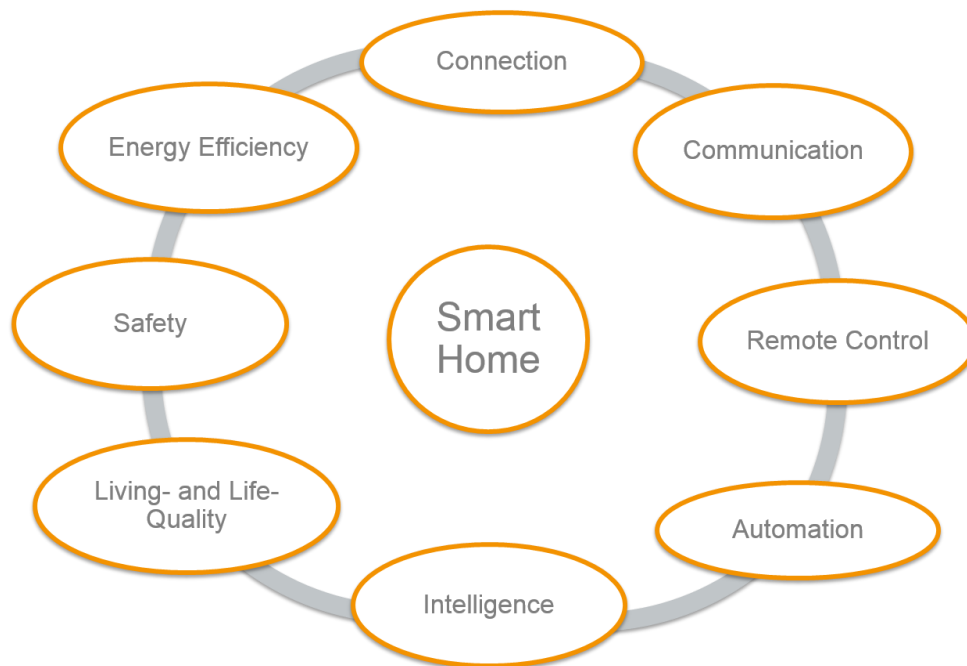 Connection
Energy Efficiency
Communication
Smart
Home
Safety
Remote Control
Living- and Life-
Quality
Automation
Intelligence